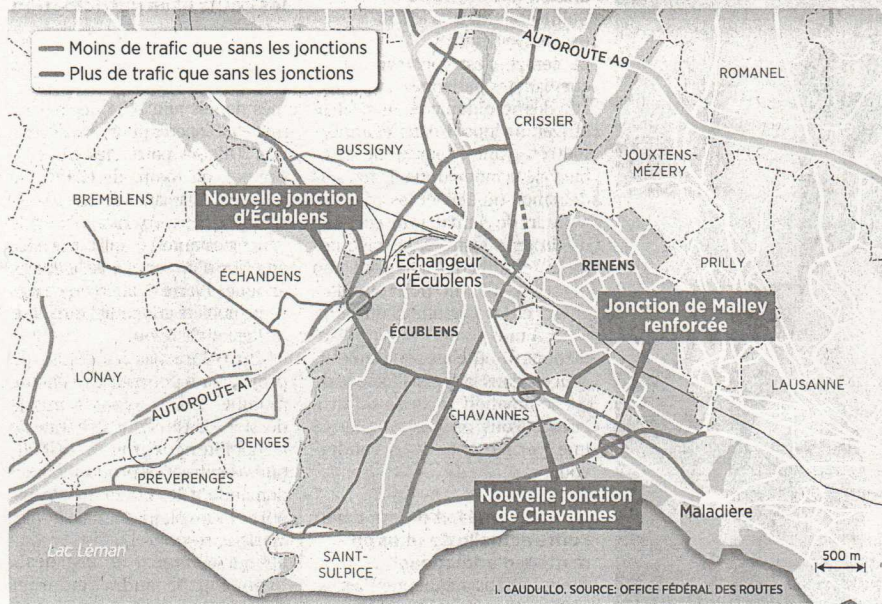 Moins de trafic que sans les jonctions
Plus de trafic que sans les jonctions
AUTOROUTE A9
ROMANEL
CRISSIER
JOUXTENS-
MÉZERY
BUSSIGNY
BREMBLENS
Nouvelle jonction
d'Écublens
ÉCHANDENS
Échangeur
d'Écublens
RENENS
PRILLY
Jonction de Malley
renforcée
ÉCUBLENS
LONAY
AUTOROUTE A1
LAUSANNE
CHAVANNES
DENGES
PRÉVERENGES
Nouvelle jonction
de Chavannes
Maladière
Lac Léman
SAINT-
SULPICE
500 m
I. CAUDULLO. SOURCE: OFFICE FÉDÉRAL DES ROUTES